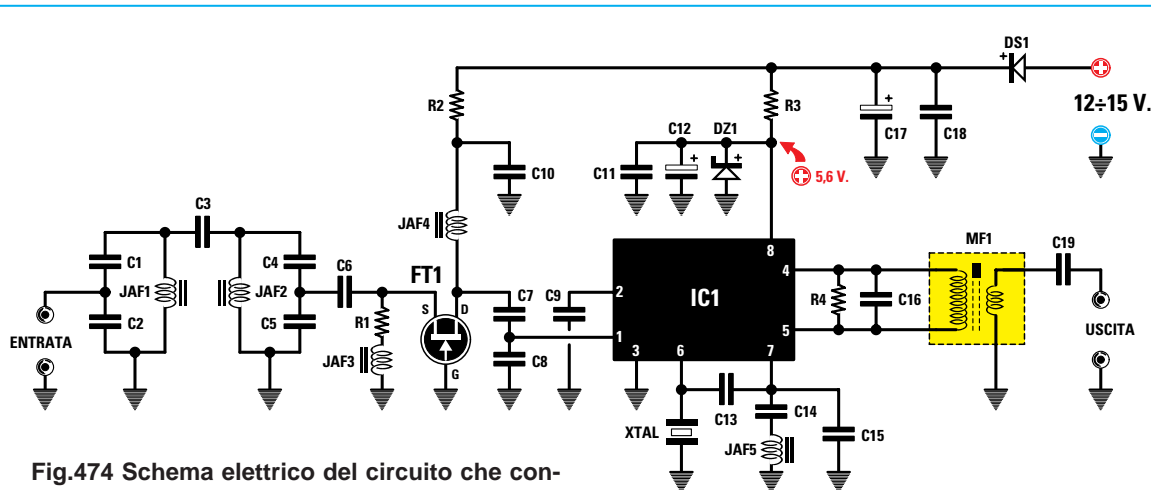 DS1
12÷15 V.
R2
R3
C17
C18
C12
DZ1
C11
5,6 V.
C10
C3
JAF4
MF1
C19
C1
JAF1
JAF2
C4
C6
FT1
S
D
G
C7
C9
2
IC1
8
4
R4
C16
C2
C5
R1
1
C8
5
ENTRATA
USCITA
JAF3
3
6
7
C13
C14
XTAL
JAF5
C15
Fig.474 Schema elettrico del circuito che con-